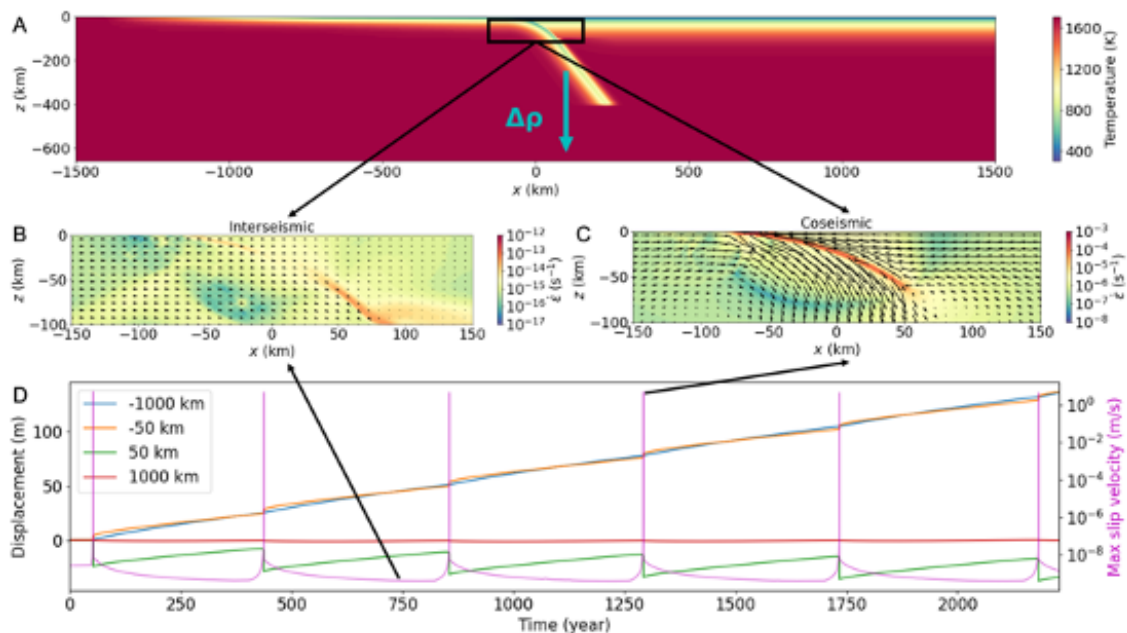 A
0
−200
−400
−600
z (km)
Δρ
−1500
−1000
−500
0
500
1000
1500
x (km)
1600
1200
800
400
Temperature (K)
B
Interseismic
0
−50
−100
z (km)
−150
−100
−50
0
50
100
150
x (km)
10⁻¹²
10⁻¹³
10⁻¹⁴
10⁻¹⁵
10⁻¹⁶
10⁻¹⁷
ε̇ (s⁻¹)
C
Coseismic
0
−50
−100
z (km)
−150
−100
−50
0
50
100
150
x (km)
10⁻³
10⁻⁴
10⁻⁵
10⁻⁶
10⁻⁷
10⁻⁸
ε̇ (s⁻¹)
D
-1000 km
-50 km
50 km
1000 km
100
50
0
Displacement (m)
10⁰
10⁻²
10⁻⁴
10⁻⁶
10⁻⁸
Max slip velocity (m/s)
0
250
500
750
1000
1250
1500
1750
2000
Time (year)